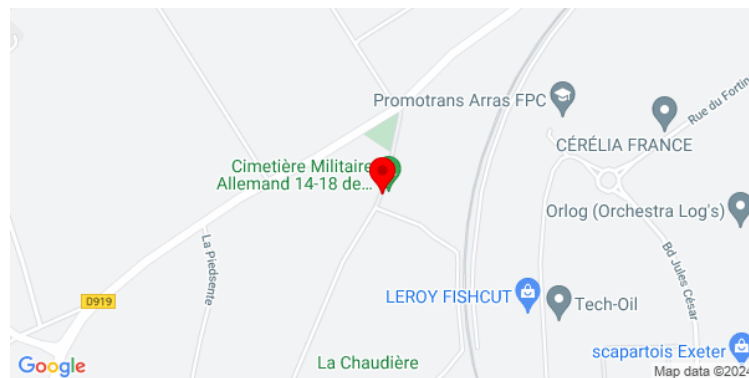 Promotrans Arras FPC
Rue du Fortin
CÉRÉLIA FRANCE
Cimetière Militaire
Allemand 14-18 de...
Orlog (Orchestra Log's)
La Piedsente
Bd Jules César
D919
LEROY FISHCUT
Tech-Oil
scapartois Exeter
La Chaudière
Google
Map data ©2024